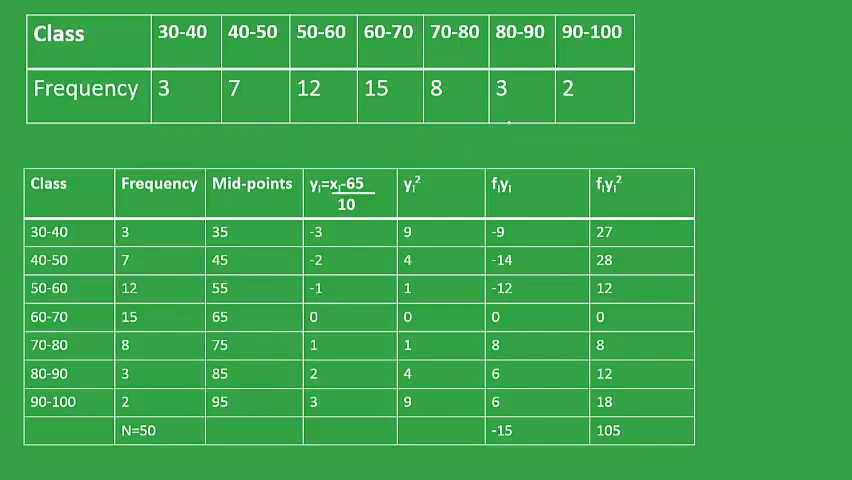 Class 30-40 40-50 50-60 60-70 70-80 80-90 90-100
Frequency 3 7 12 15 8 3 2
Class Frequency Mid-points yᵢ=xᵢ-65 yᵢ² fᵢyᵢ fᵢyᵢ²
10
30-40 3 35 -3 9 -9 27
40-50 7 45 -2 4 -14 28
50-60 12 55 -1 1 -12 12
60-70 15 65 0 0 0 0
70-80 8 75 1 1 8 8
80-90 3 85 2 4 6 12
90-100 2 95 3 9 6 18
N=50 -15 105